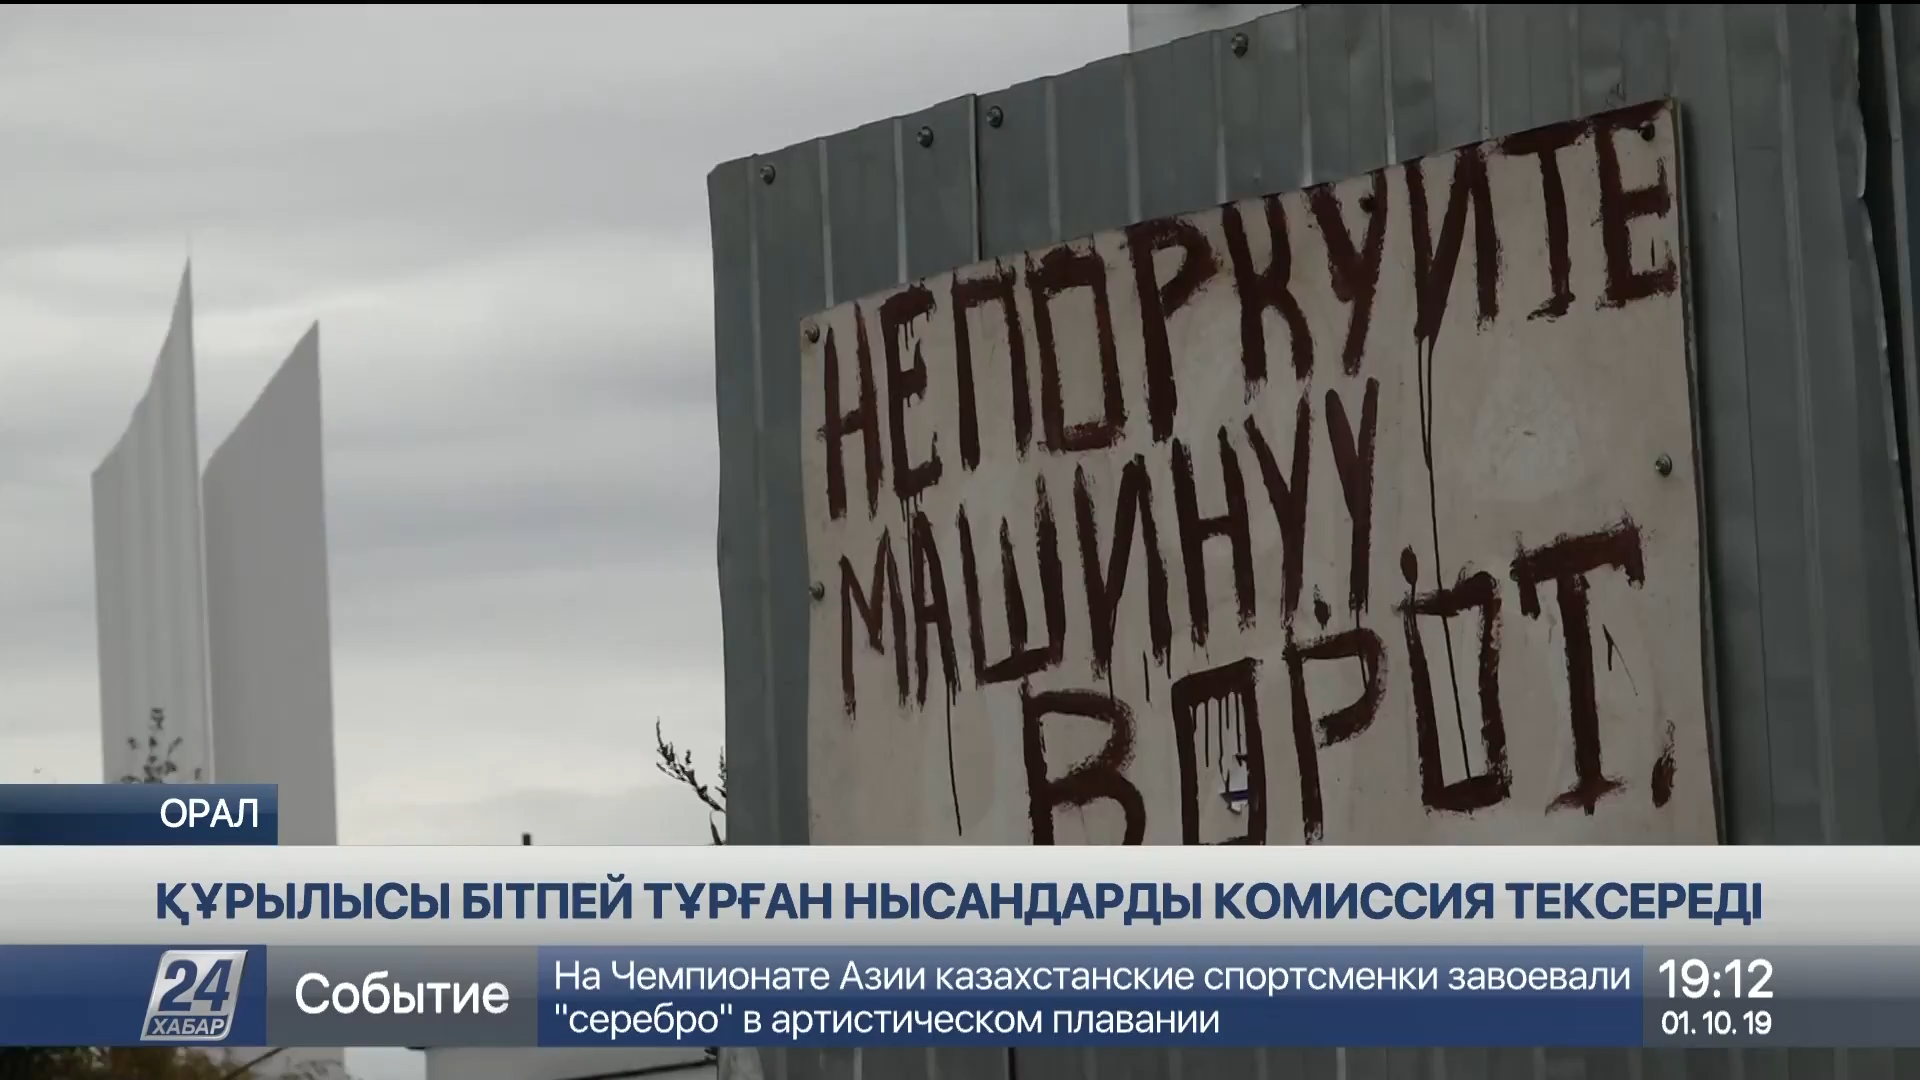 НЕПОРКУЙТЕ
МАШИНУ У
ВОРОТ.
ОРАЛ
ҚҰРЫЛЫСЫ БІТПЕЙ ТҰРҒАН НЫСАНДАРДЫ КОМИССИЯ ТЕКСЕРЕДІ
24
ХАБАР
Событие
На Чемпионате Азии казахстанские спортсменки завоевали
"серебро" в артистическом плавании
19:12
01. 10. 19